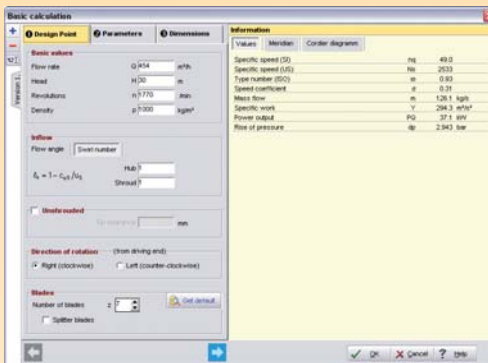 Basic calculation
1 Design Point
2 Parameters
3 Dimensions
Basic values
Flow rate Q 454 m³/h
Head H 30 m
Revolutions n 1770 /min
Density ρ 1000 kg/m³
Inflow
Flow angle Swirl number
Hub 1
Shroud 1
Unshrouded
mm
Direction of rotation (from driving end)
Right (clockwise) Left (counter-clockwise)
Blades
Number of blades z 7 Get default
Splitter blades
Information
Values Meridian Cordier diagramm
Specific speed (SI) nq 49.0
Specific speed (US) Ns 2533
Type number (ISO) ω 0.93
Speed coefficient σ 0.31
Mass flow m 126.1 kg/s
Specific work Y 294.3 m²/s²
Power output PQ 37.1 kW
Rise of pressure dp 2.943 bar
OK Cancel Help